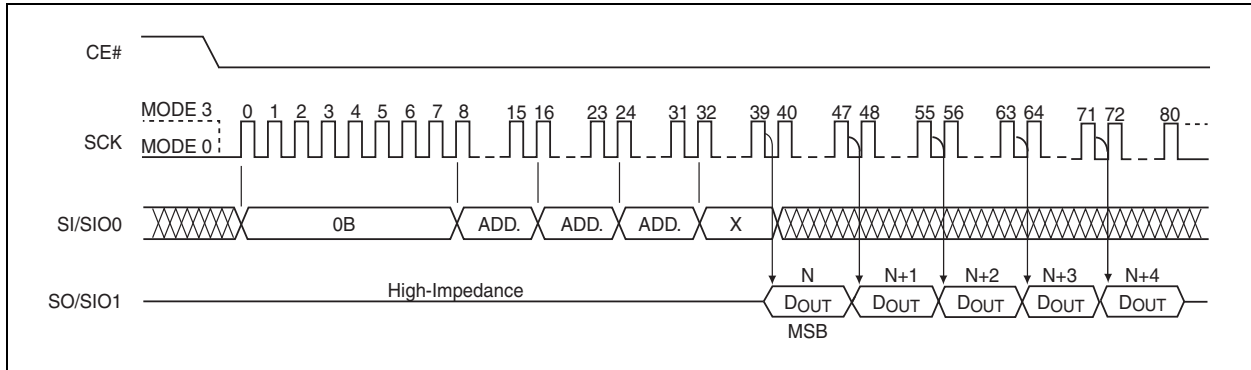 CE#
MODE 3
0 1 2 3 4 5 6 7 8 15 16 23 24 31 32 39 40 47 48 55 56 63 64 71 72 80
SCK
MODE 0
SI/SIO0
0B
ADD.
ADD.
ADD.
X
N
N+1
N+2
N+3
N+4
High-Impedance
SO/SIO1
DOUT
DOUT
DOUT
DOUT
DOUT
MSB